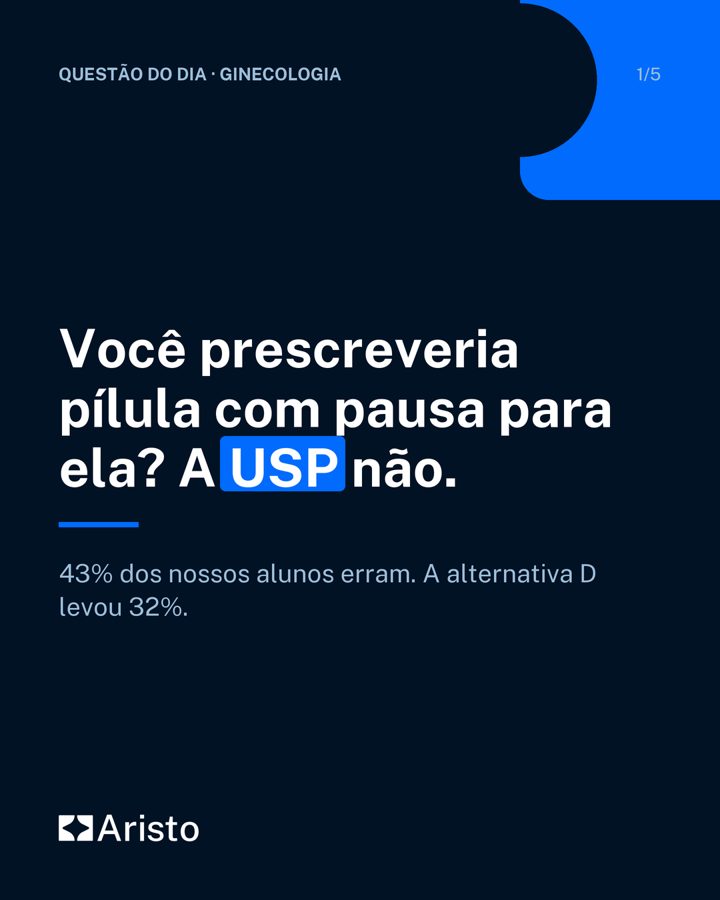 QUESTÃO DO DIA · GINECOLOGIA
1/5
Você prescreveria
pílula com pausa para
ela? A USP não.
43% dos nossos alunos erram. A alternativa D
levou 32%.
Aristo